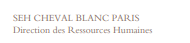 SEH CHEVAL BLANC PARIS
Direction des Ressources Humaines